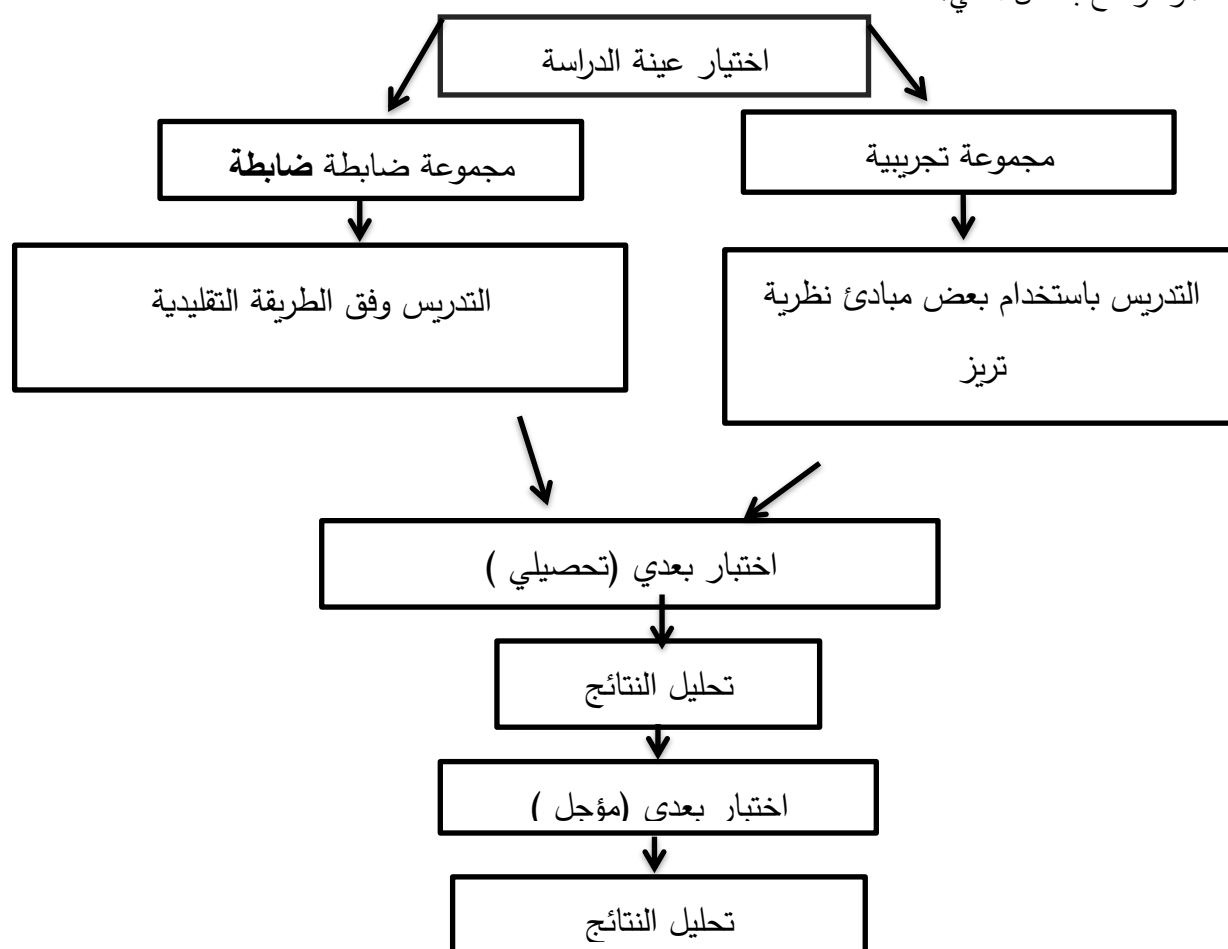 اختيار عينة الدراسة
مجموعة تجريبية
مجموعة ضابطة ضابطة
التدريس باستخدام بعض مبادئ نظرية
تريز
التدريس وفق الطريقة التقليدية
اختبار بعدي (تحصيلي )
تحليل النتائج
اختبار بعدي (مؤجل )
تحليل النتائج